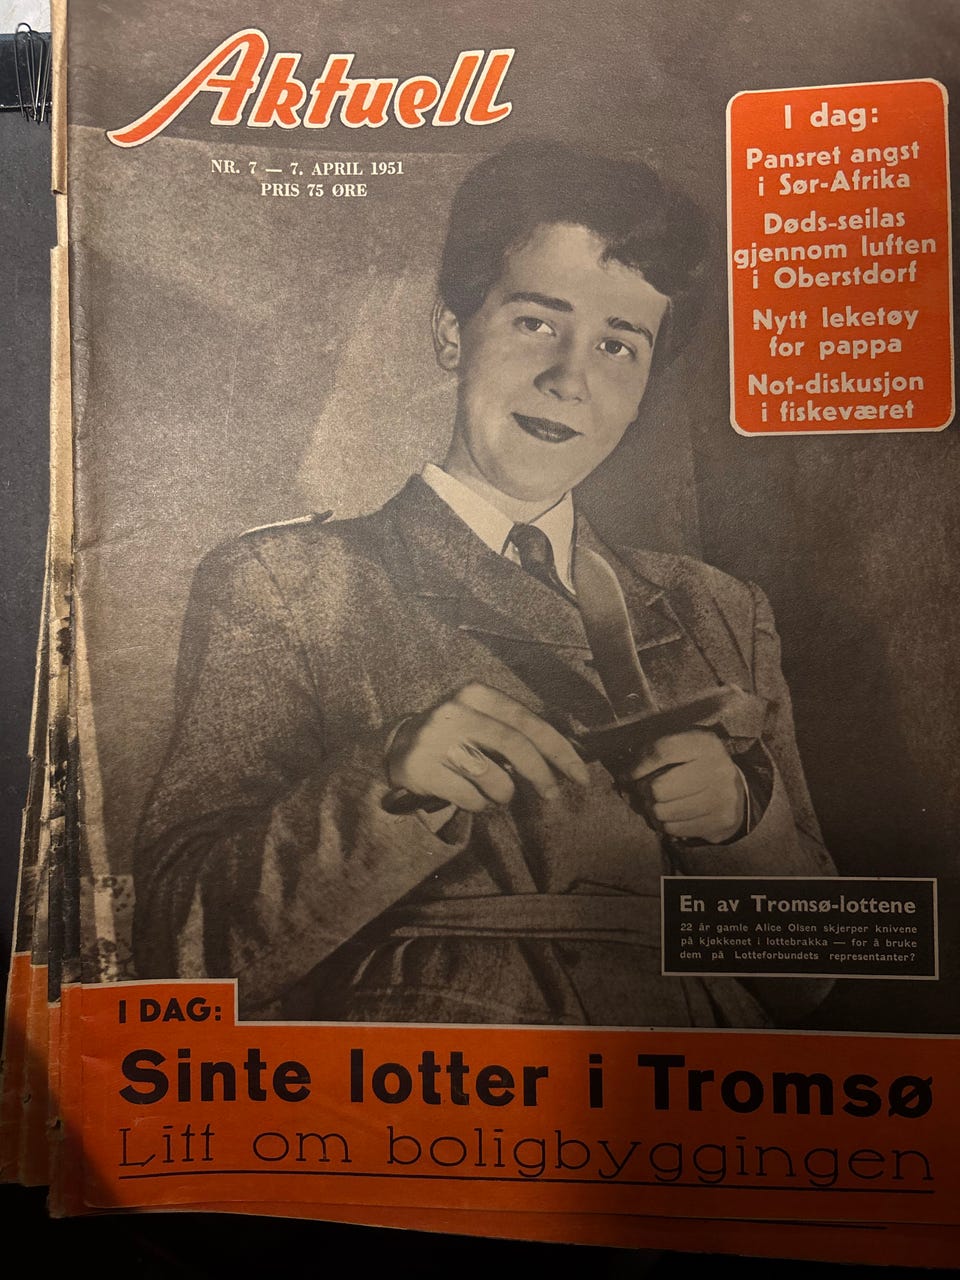 Aktuell
NR. 7 — 7. APRIL 1951
PRIS 75 ØRE
I dag:
Pansret angst
i Sør-Afrika
Døds-seilas
gjennom luften
i Oberstdorf
Nytt leketøy
for pappa
Not-diskusjon
i fiskeværet
En av Tromsø-lottene
22 år gamle Alice Olsen skjerper knivene
på kjøkkenet i lottebrakka — for å bruke
dem på Lotteforbundets representanter?
I DAG:
Sinte lotter i Tromsø
Litt om boligbyggingen